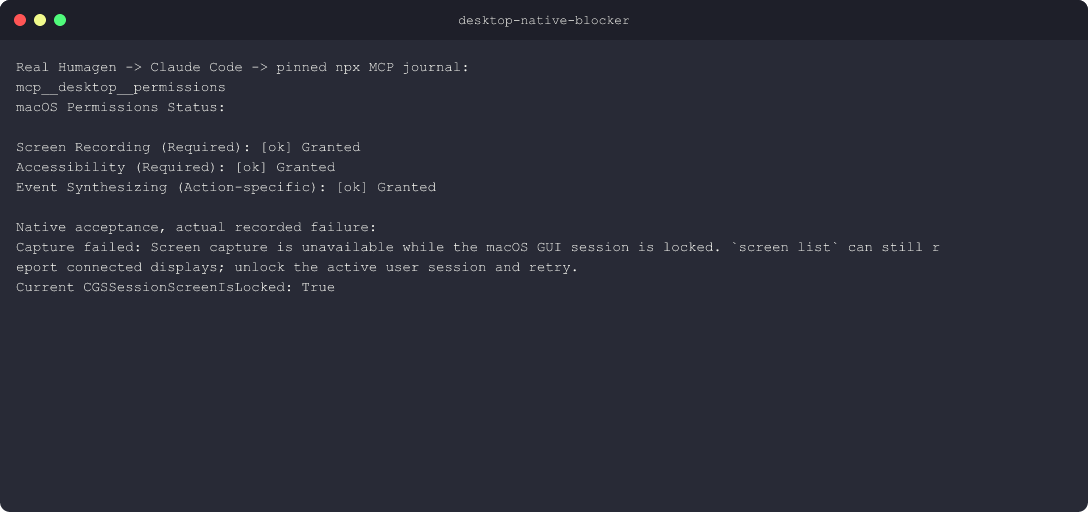 desktop-native-blocker
Real Humagen -> Claude Code -> pinned npx MCP journal:
mcp__desktop__permissions
macOS Permissions Status:
Screen Recording (Required): [ok] Granted
Accessibility (Required): [ok] Granted
Event Synthesizing (Action-specific): [ok] Granted
Native acceptance, actual recorded failure:
Capture failed: Screen capture is unavailable while the macOS GUI session is locked. `screen list` can still r
eport connected displays; unlock the active user session and retry.
Current CGSSessionScreenIsLocked: True